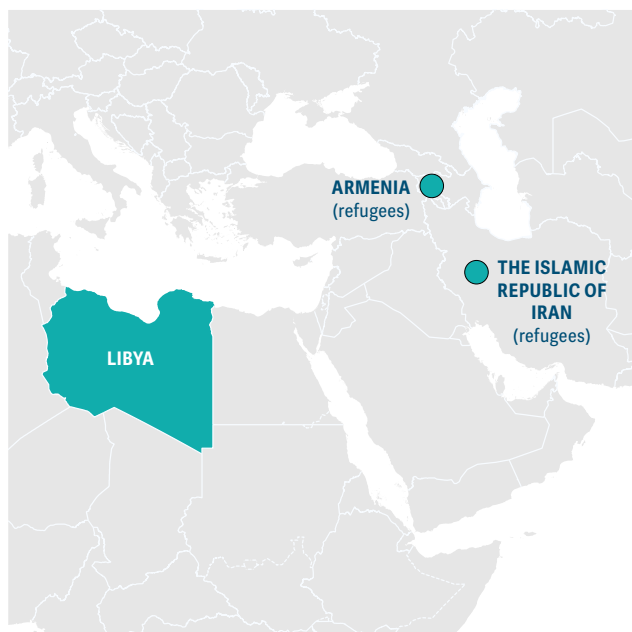 ARMENIA
(refugees)
THE ISLAMIC
REPUBLIC OF
IRAN
(refugees)
LIBYA